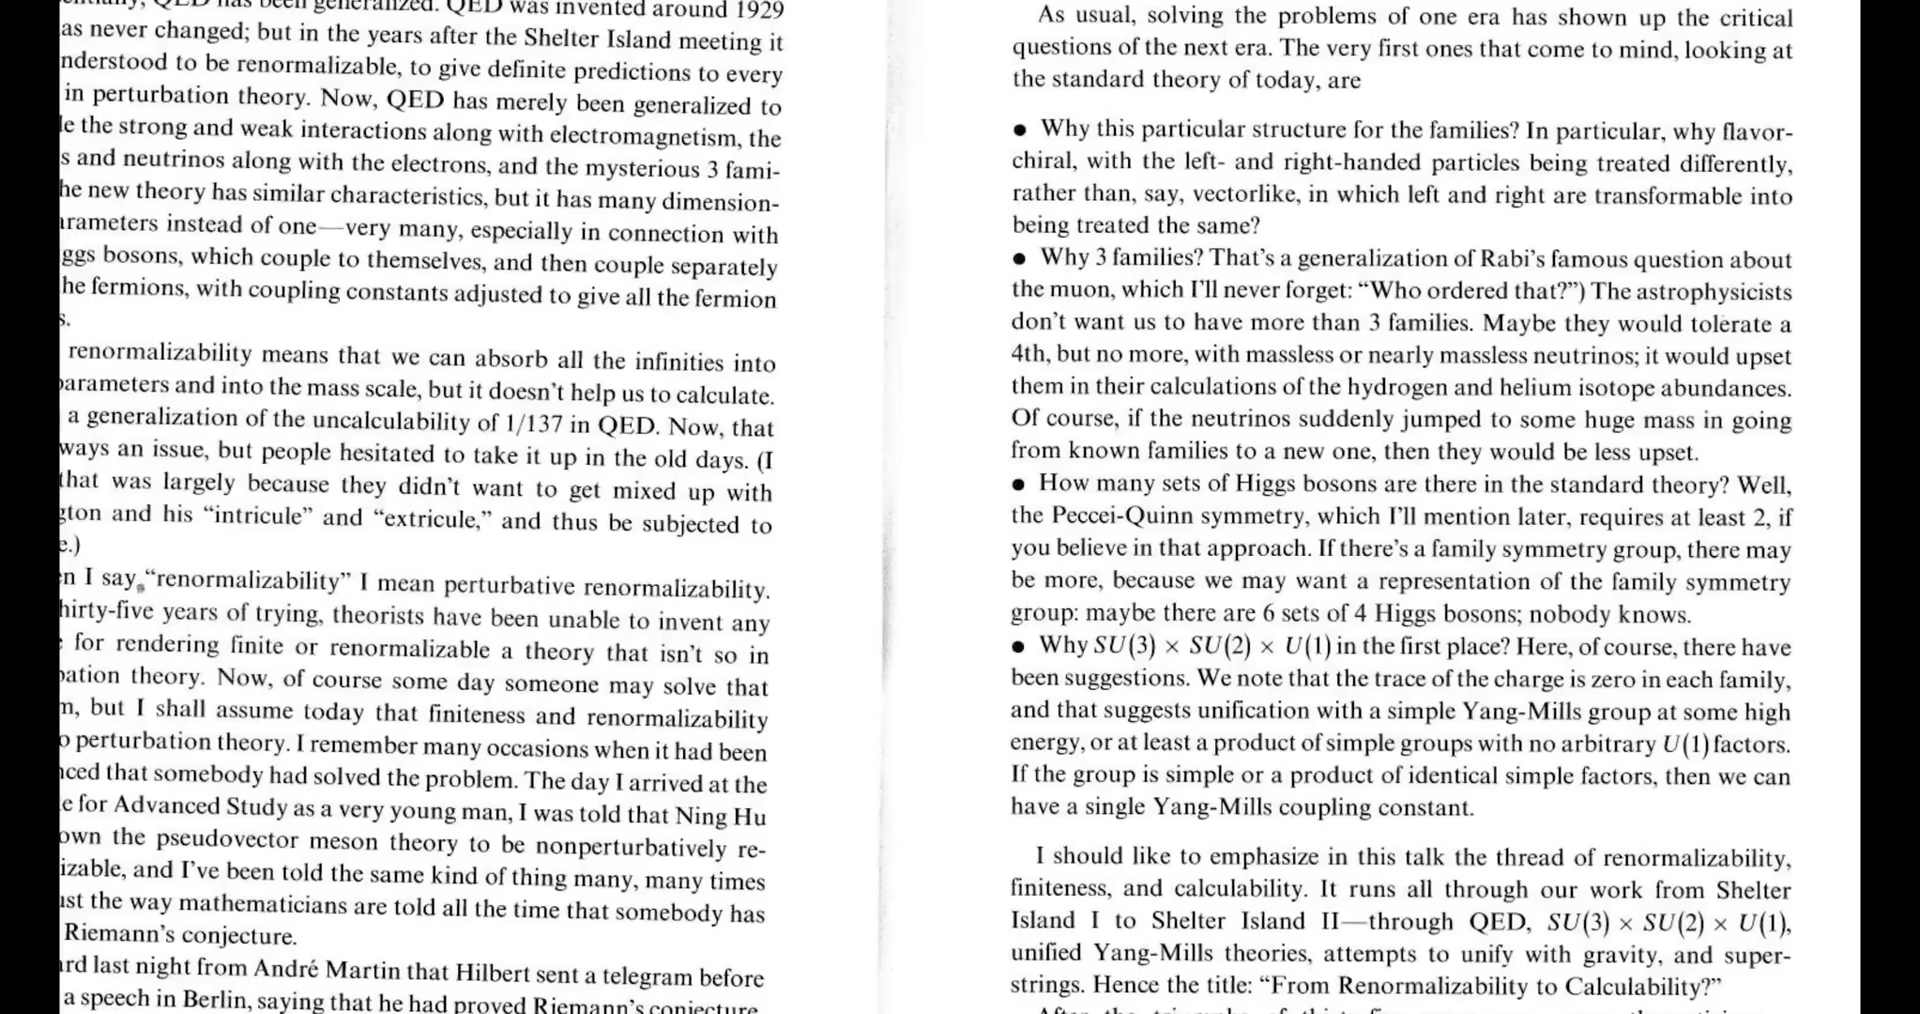 QED has been generalized. QED was invented around 1929
as never changed; but in the years after the Shelter Island meeting it
nderstood to be renormalizable, to give definite predictions to every
in perturbation theory. Now, QED has merely been generalized to
le the strong and weak interactions along with electromagnetism, the
s and neutrinos along with the electrons, and the mysterious 3 fami-
he new theory has similar characteristics, but it has many dimension-
arameters instead of one—very many, especially in connection with
ggs bosons, which couple to themselves, and then couple separately
he fermions, with coupling constants adjusted to give all the fermion
s.
renormalizability means that we can absorb all the infinities into
parameters and into the mass scale, but it doesn't help us to calculate.
a generalization of the uncalculability of 1/137 in QED. Now, that
ways an issue, but people hesitated to take it up in the old days. (I
that was largely because they didn't want to get mixed up with
gton and his “intricule” and “extricule,” and thus be subjected to
e.)
en I say “renormalizability” I mean perturbative renormalizability.
hirty-five years of trying, theorists have been unable to invent any
for rendering finite or renormalizable a theory that isn't so in
bation theory. Now, of course some day someone may solve that
m, but I shall assume today that finiteness and renormalizability
o perturbation theory. I remember many occasions when it had been
nced that somebody had solved the problem. The day I arrived at the
e for Advanced Study as a very young man, I was told that Ning Hu
own the pseudovector meson theory to be nonperturbatively re-
izable, and I've been told the same kind of thing many, many times
ust the way mathematicians are told all the time that somebody has
Riemann's conjecture.
ard last night from André Martin that Hilbert sent a telegram before
a speech in Berlin, saying that he had proved Riemann's conjecture.
As usual, solving the problems of one era has shown up the critical
questions of the next era. The very first ones that come to mind, looking at
the standard theory of today, are
● Why this particular structure for the families? In particular, why flavor-
chiral, with the left- and right-handed particles being treated differently,
rather than, say, vectorlike, in which left and right are transformable into
being treated the same?
● Why 3 families? That's a generalization of Rabi's famous question about
the muon, which I'll never forget: “Who ordered that?”) The astrophysicists
don't want us to have more than 3 families. Maybe they would tolerate a
4th, but no more, with massless or nearly massless neutrinos; it would upset
them in their calculations of the hydrogen and helium isotope abundances.
Of course, if the neutrinos suddenly jumped to some huge mass in going
from known families to a new one, then they would be less upset.
● How many sets of Higgs bosons are there in the standard theory? Well,
the Peccei-Quinn symmetry, which I'll mention later, requires at least 2, if
you believe in that approach. If there's a family symmetry group, there may
be more, because we may want a representation of the family symmetry
group: maybe there are 6 sets of 4 Higgs bosons; nobody knows.
● Why SU(3) × SU(2) × U(1) in the first place? Here, of course, there have
been suggestions. We note that the trace of the charge is zero in each family,
and that suggests unification with a simple Yang-Mills group at some high
energy, or at least a product of simple groups with no arbitrary U(1) factors.
If the group is simple or a product of identical simple factors, then we can
have a single Yang-Mills coupling constant.
I should like to emphasize in this talk the thread of renormalizability,
finiteness, and calculability. It runs all through our work from Shelter
Island I to Shelter Island II—through QED, SU(3) × SU(2) × U(1),
unified Yang-Mills theories, attempts to unify with gravity, and super-
strings. Hence the title: “From Renormalizability to Calculability?”